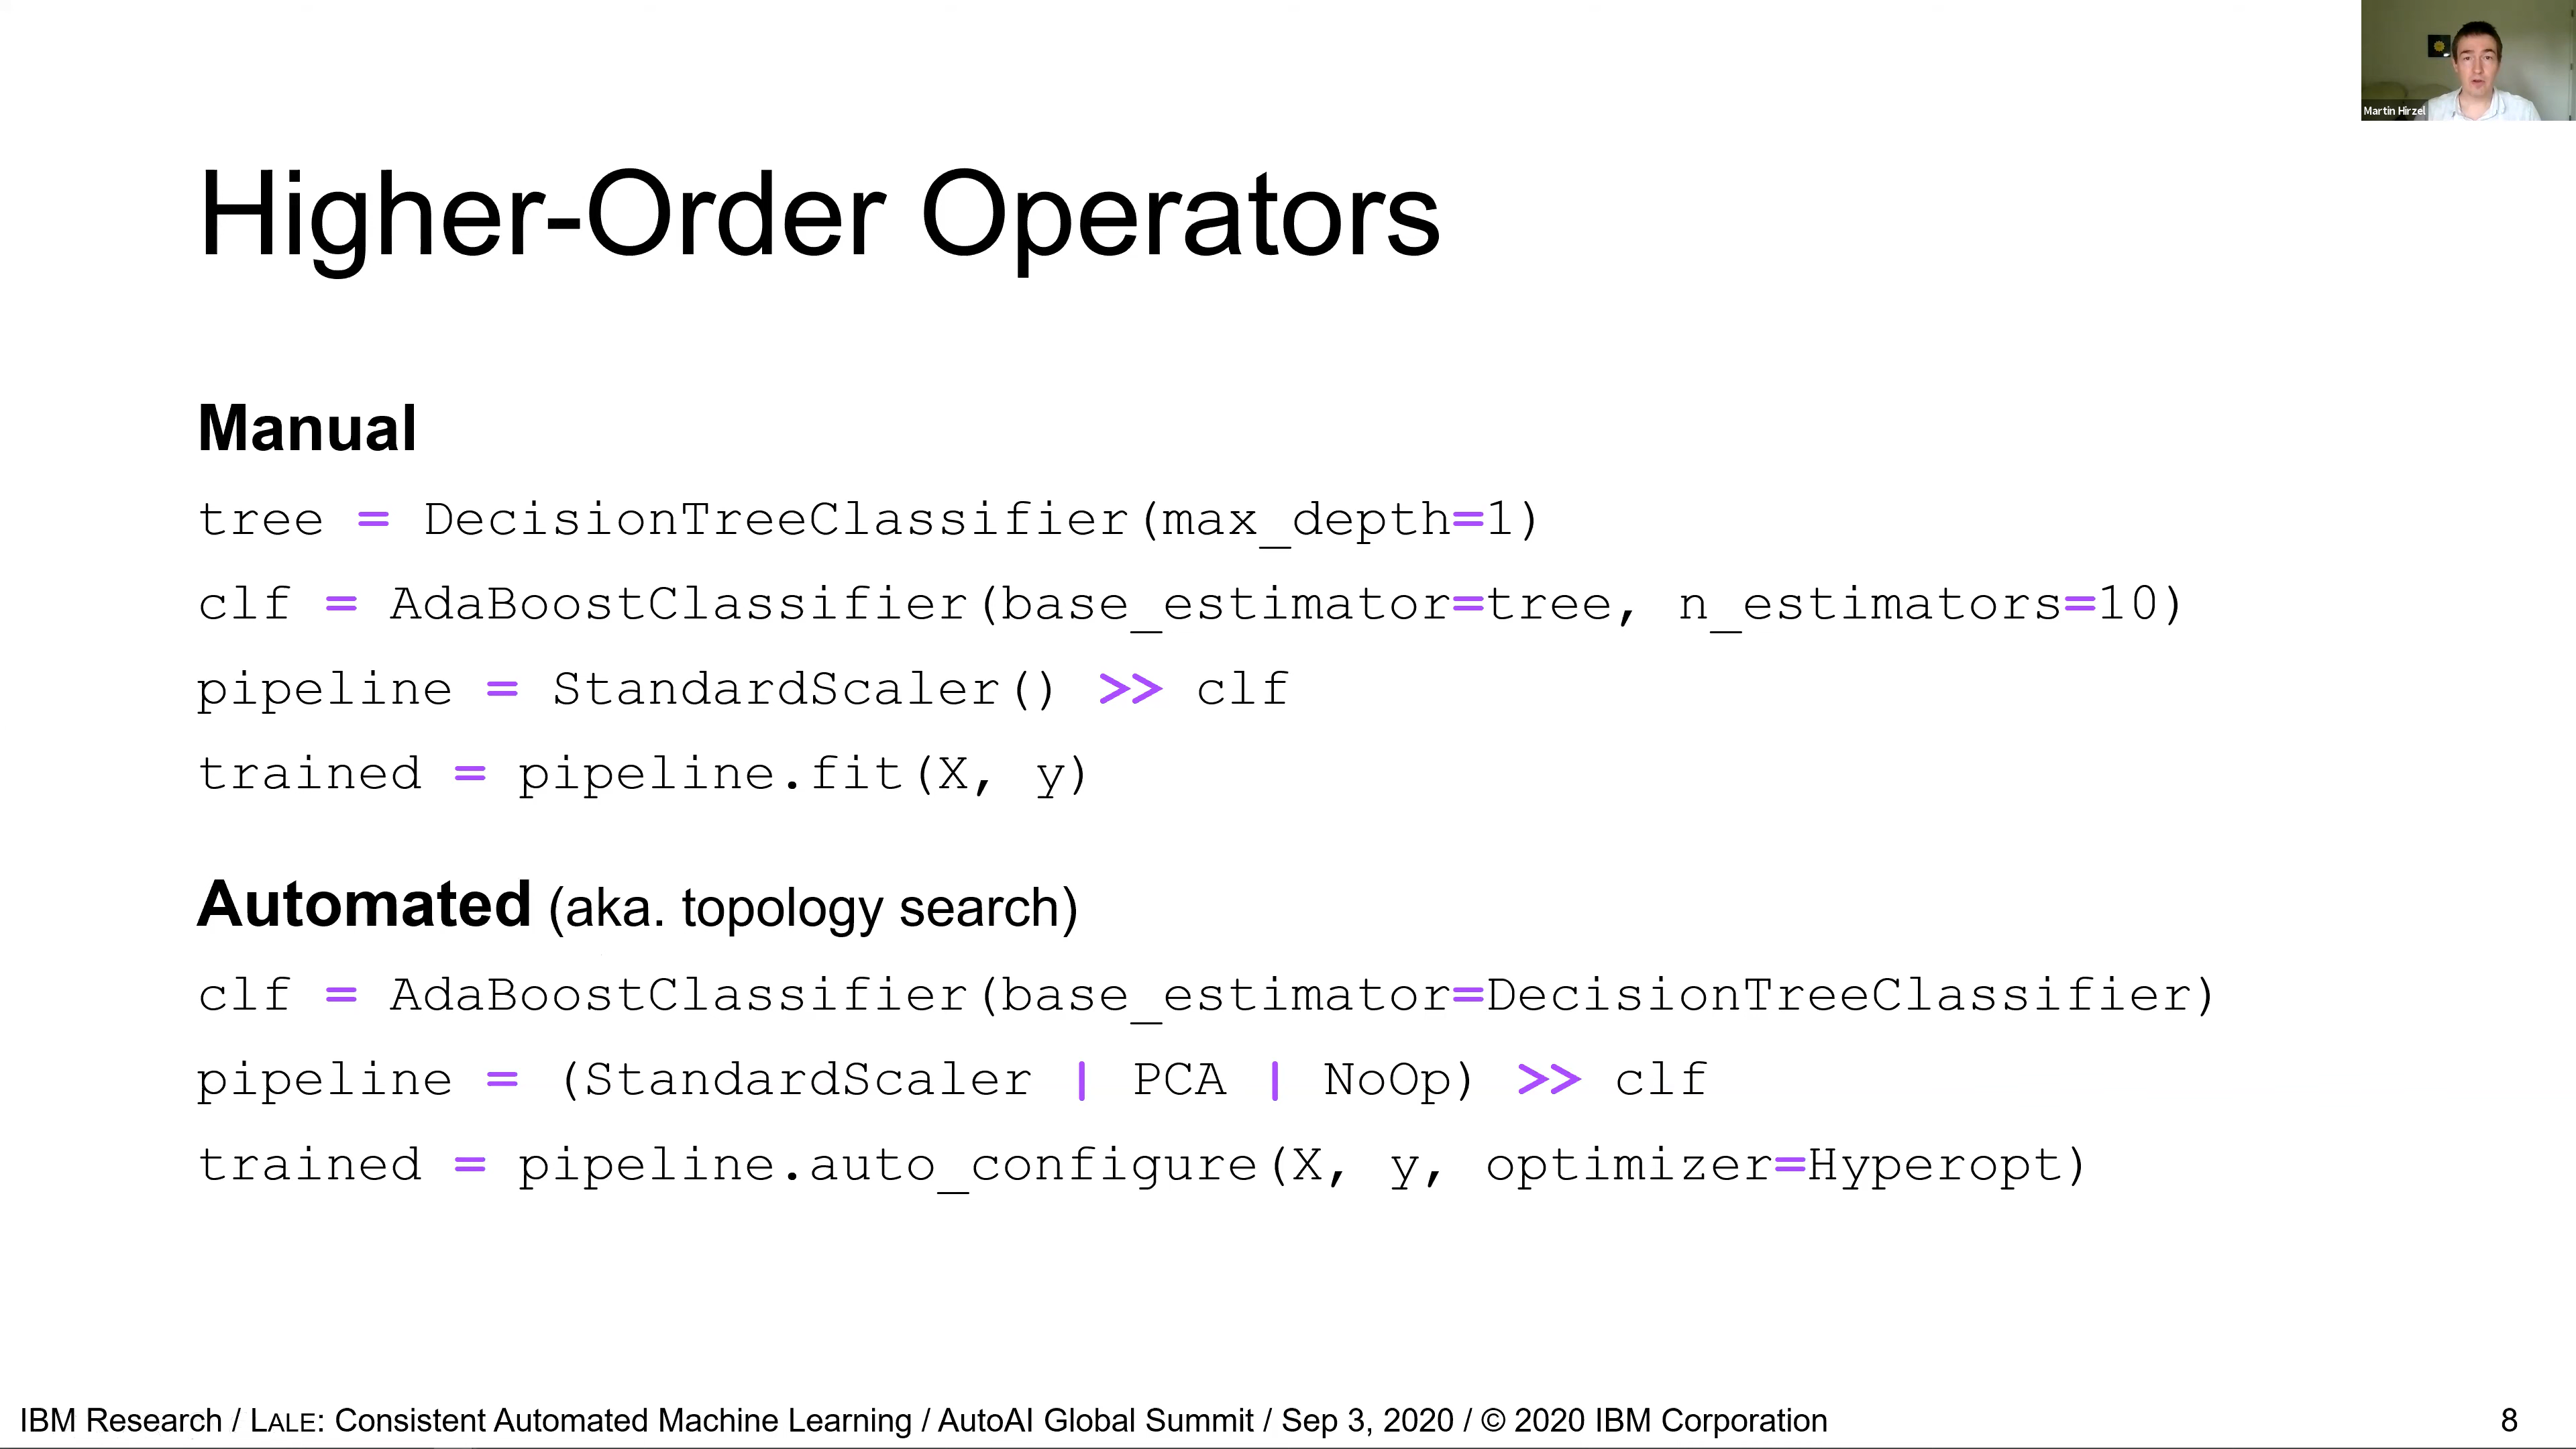 Martin Hirzel
Higher-Order Operators
Manual
tree = DecisionTreeClassifier(max_depth=1)
clf = AdaBoostClassifier(base_estimator=tree, n_estimators=10)
pipeline = StandardScaler() >> clf
trained = pipeline.fit(X, y)
Automated (aka. topology search)
clf = AdaBoostClassifier(base_estimator=DecisionTreeClassifier)
pipeline = (StandardScaler | PCA | NoOp) >> clf
trained = pipeline.auto_configure(X, y, optimizer=Hyperopt)
IBM Research / LALE: Consistent Automated Machine Learning / AutoAI Global Summit / Sep 3, 2020 / © 2020 IBM Corporation
8